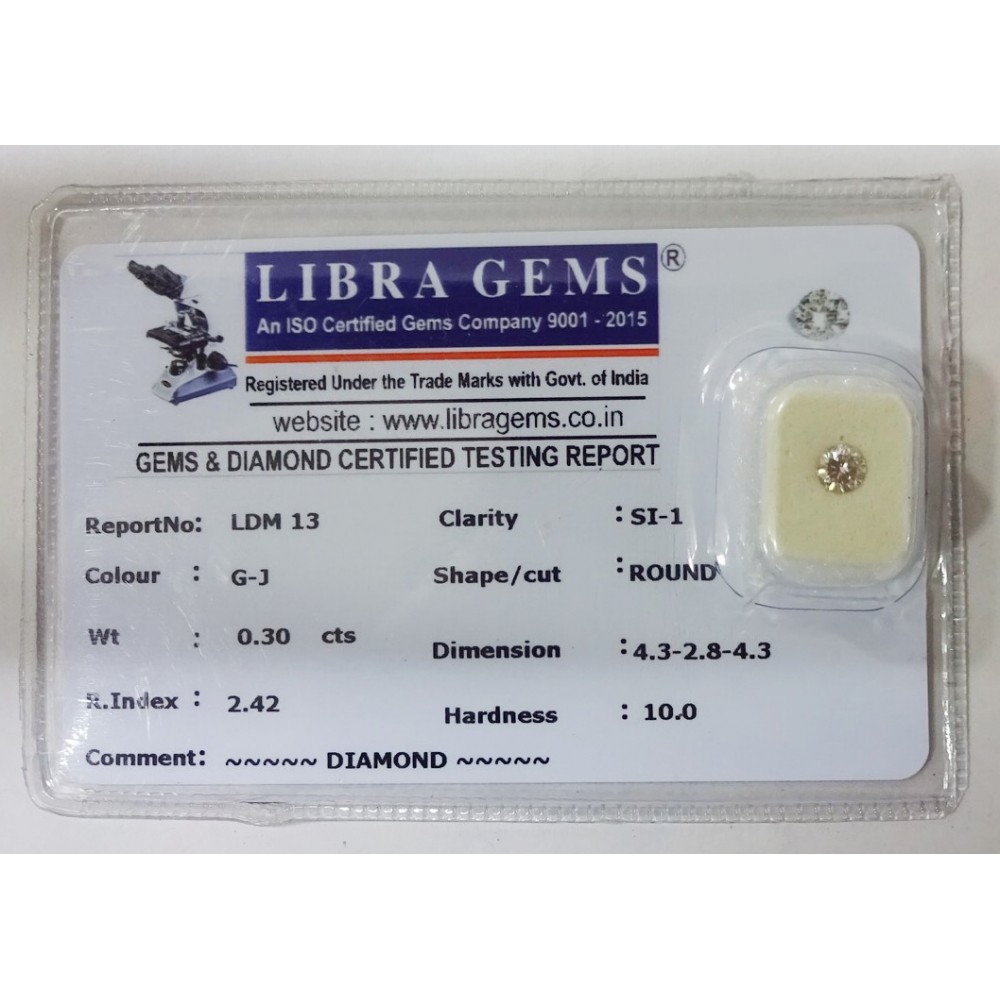 LIBRA GEMS®
An ISO Certified Gems Company 9001 - 2015
Registered Under the Trade Marks with Govt. of India
website : www.libragems.co.in
GEMS & DIAMOND CERTIFIED TESTING REPORT
ReportNo: LDM 13 Clarity : SI-1
Colour : G-J Shape/cut : ROUND
Wt : 0.30 cts Dimension : 4.3-2.8-4.3
R.Index : 2.42 Hardness : 10.0
Comment: ~~~~~ DIAMOND ~~~~~